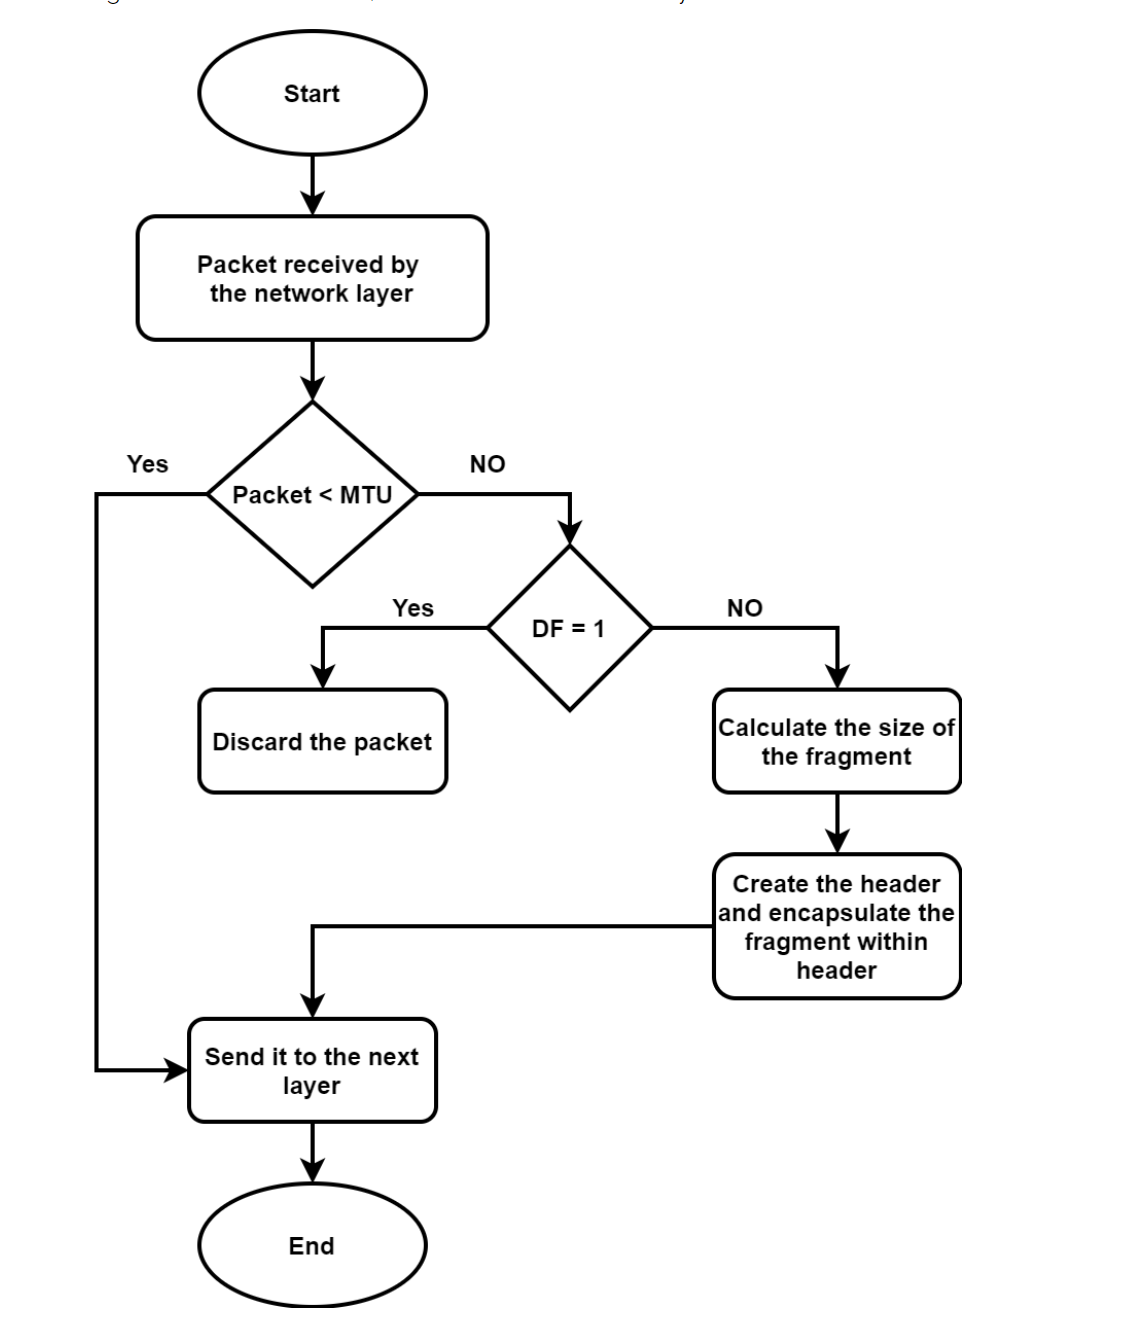 Start
Packet received by
the network layer
Yes
NO
Packet < MTU
Yes
NO
DF = 1
Discard the packet
Calculate the size of
the fragment
Create the header
and encapsulate the
fragment within
header
Send it to the next
layer
End